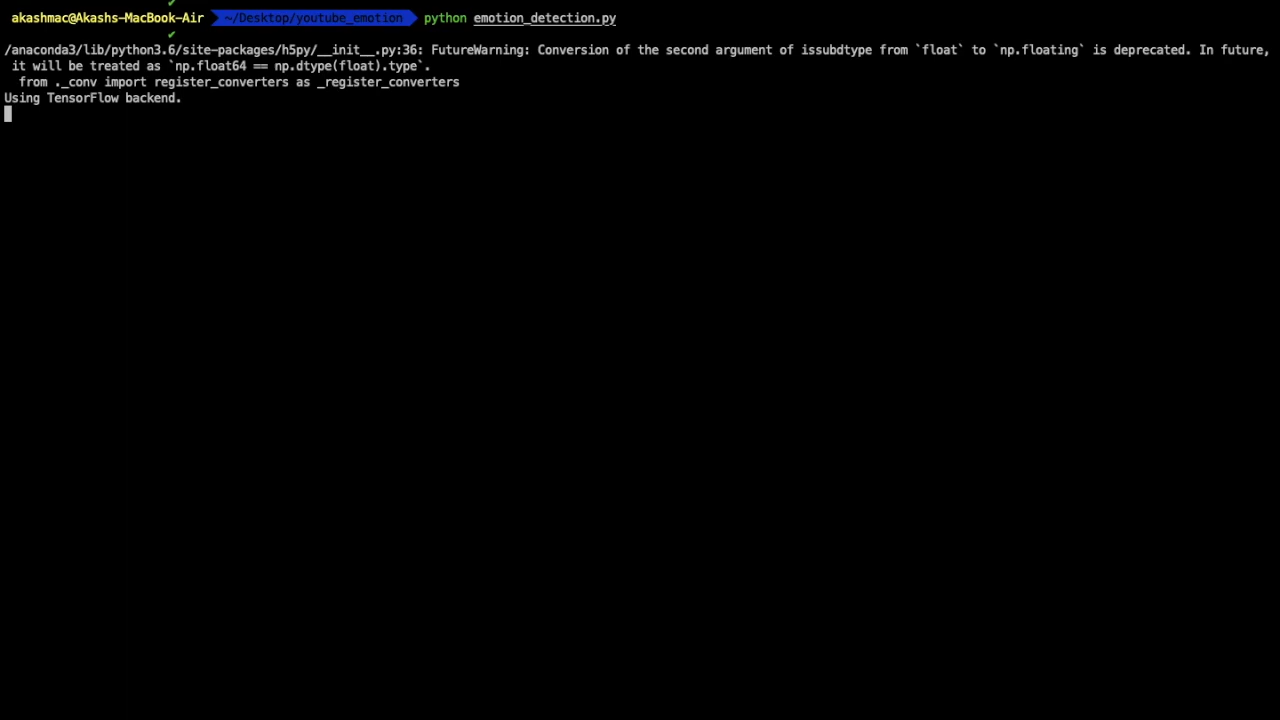 akashmac@Akashs-MacBook-Air ~/Desktop/youtube_emotion python emotion_detection.py
/anaconda3/lib/python3.6/site-packages/h5py/__init__.py:36: FutureWarning: Conversion of the second argument of issubdtype from `float` to `np.floating` is deprecated. In future,
it will be treated as `np.float64 == np.dtype(float).type`.
from ._conv import register_converters as _register_converters
Using TensorFlow backend.